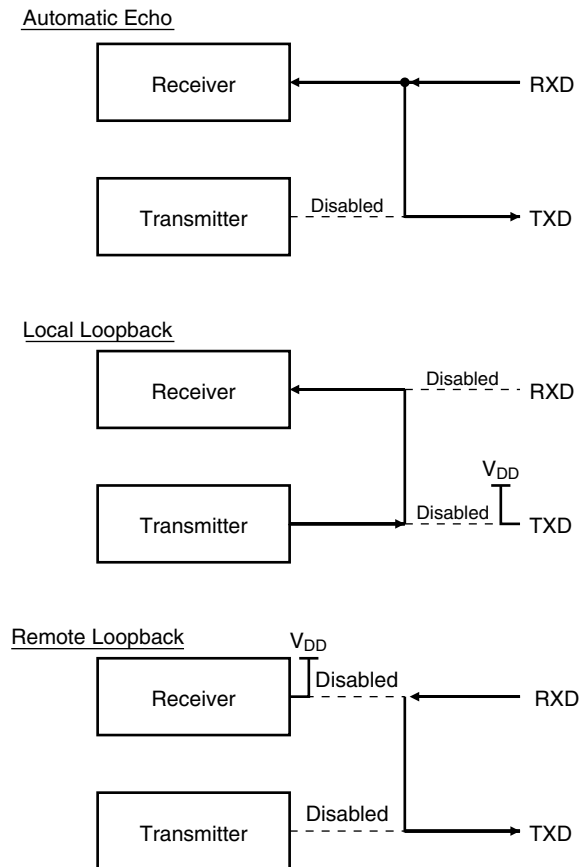 Automatic Echo
Receiver
RXD
Transmitter
Disabled
TXD
Local Loopback
Receiver
Disabled
RXD
VDD
Transmitter
Disabled
TXD
Remote Loopback
VDD
Receiver
Disabled
RXD
Transmitter
Disabled
TXD